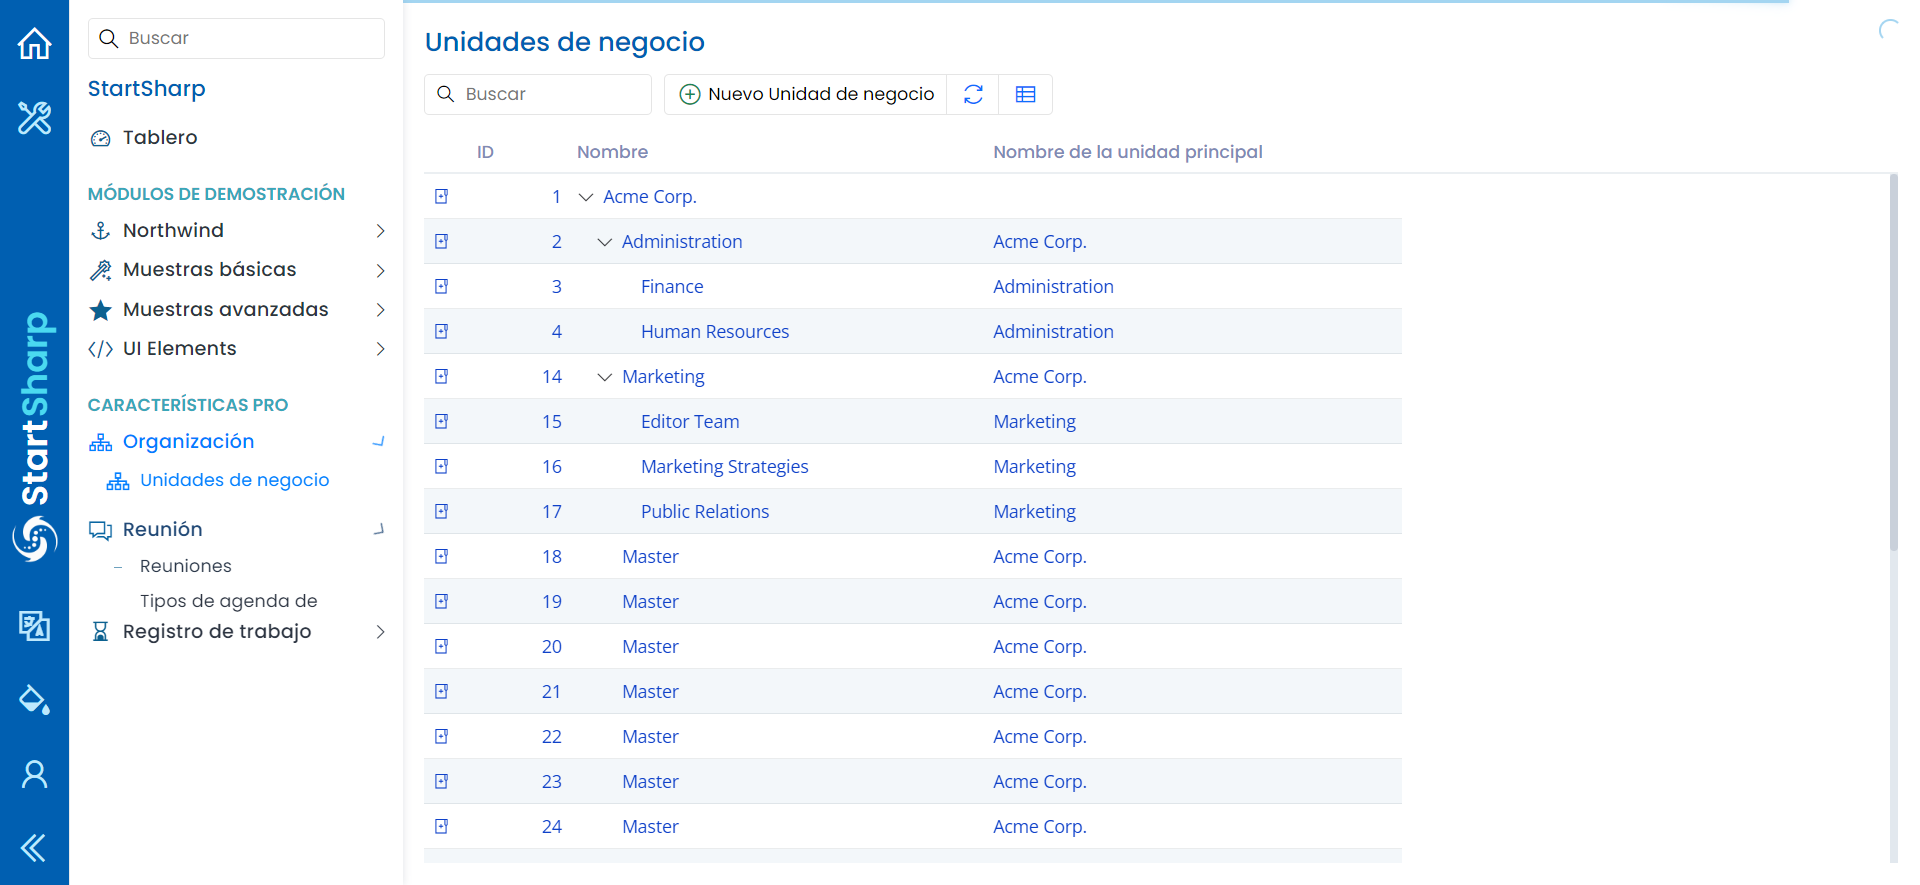 Buscar
StartSharp
Tablero
MÓDULOS DE DEMOSTRACIÓN
Northwind
Muestras básicas
Muestras avanzadas
UI Elements
CARACTERÍSTICAS PRO
Organización
Unidades de negocio
Reunión
Reuniones
Tipos de agenda de
Registro de trabajo
StartSharp
Unidades de negocio
Buscar
Nuevo Unidad de negocio
ID Nombre Nombre de la unidad principal
1 Acme Corp.
2 Administration Acme Corp.
3 Finance Administration
4 Human Resources Administration
14 Marketing Acme Corp.
15 Editor Team Marketing
16 Marketing Strategies Marketing
17 Public Relations Marketing
18 Master Acme Corp.
19 Master Acme Corp.
20 Master Acme Corp.
21 Master Acme Corp.
22 Master Acme Corp.
23 Master Acme Corp.
24 Master Acme Corp.